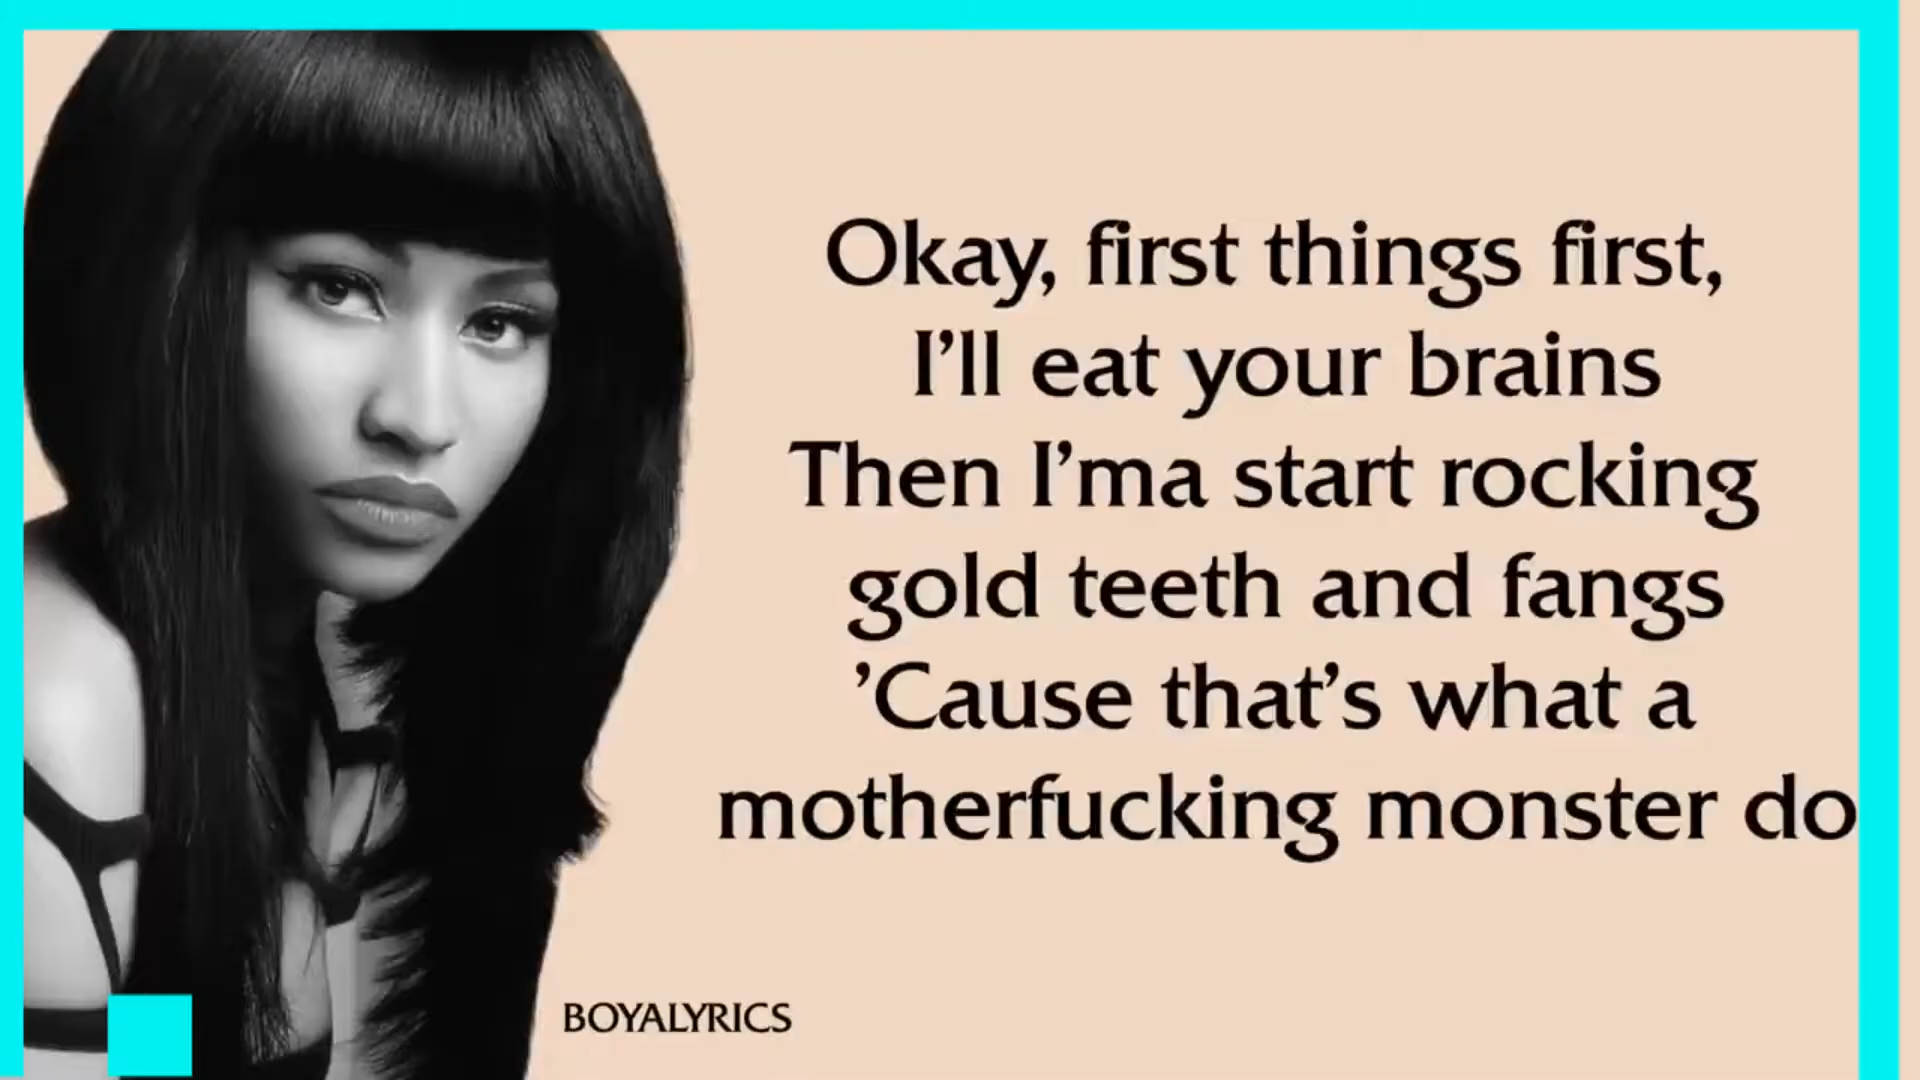 Okay, first things first,
I'll eat your brains
Then I'ma start rocking
gold teeth and fangs
'Cause that's what a
motherfucking monster do
BOYALYRICS